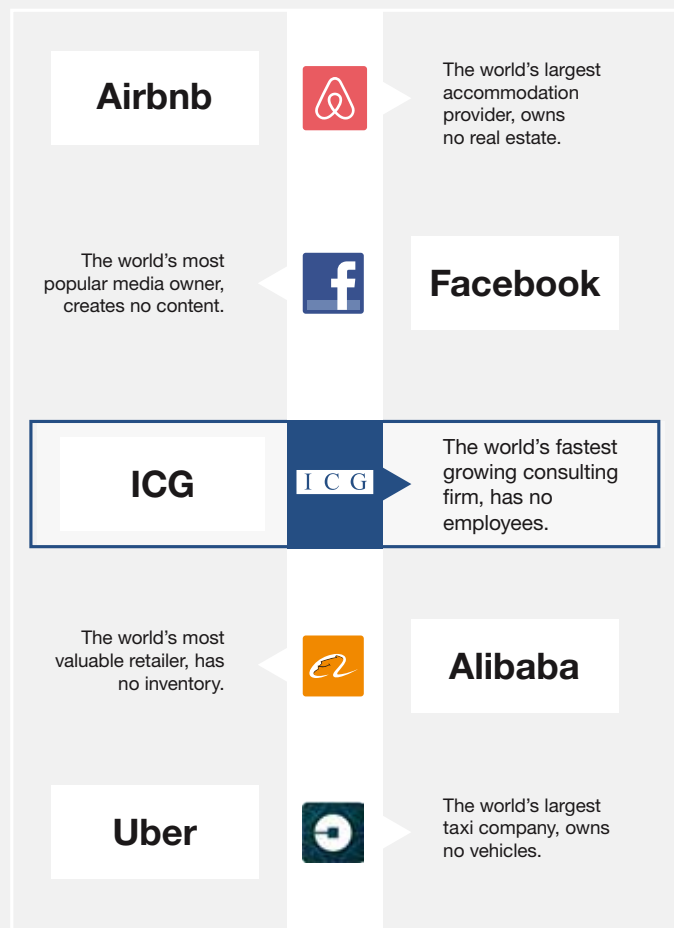 Airbnb
The world's largest
accommodation
provider, owns
no real estate.
The world's most
popular media owner,
creates no content.
f
Facebook
ICG
I C G
The world's fastest
growing consulting
firm, has no
employees.
The world's most
valuable retailer, has
no inventory.
Alibaba
Uber
The world's largest
taxi company, owns
no vehicles.